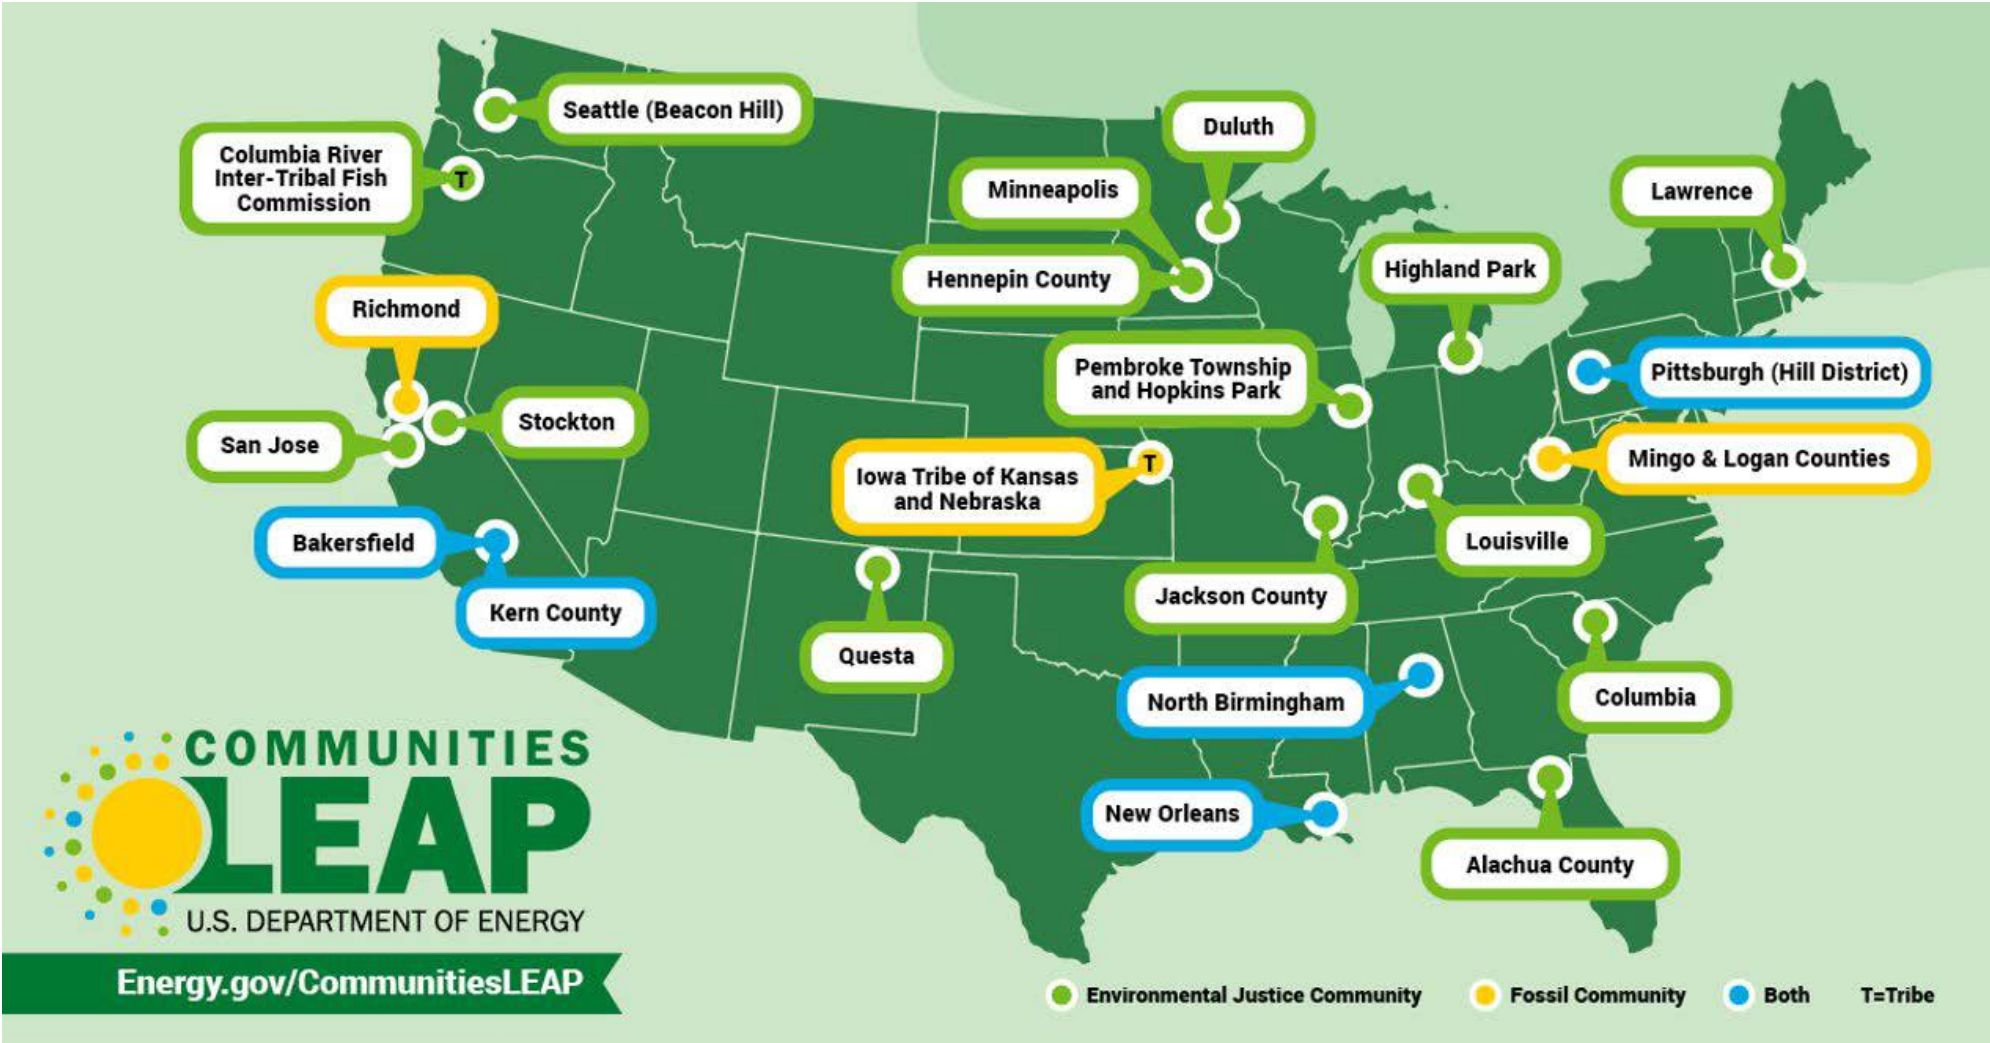 Seattle (Beacon Hill)
Columbia River
Inter-Tribal Fish
Commission
T
Duluth
Minneapolis
Hennepin County
Lawrence
Highland Park
Richmond
Stockton
San Jose
Pembroke Township
and Hopkins Park
Pittsburgh (Hill District)
Iowa Tribe of Kansas
and Nebraska
T
Mingo & Logan Counties
Bakersfield
Kern County
Louisville
Jackson County
Questa
North Birmingham
Columbia
New Orleans
Alachua County
COMMUNITIES
LEAP
U.S. DEPARTMENT OF ENERGY
Energy.gov/CommunitiesLEAP
Environmental Justice Community
Fossil Community
Both
T=Tribe